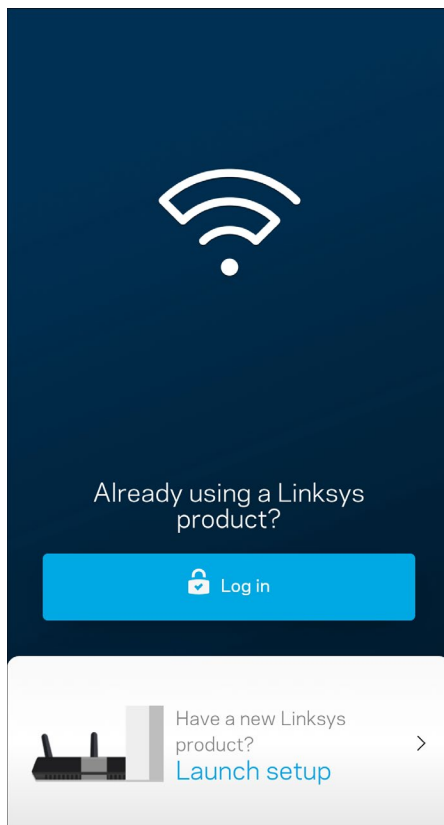 Already using a Linksys
product?
Log in
Have a new Linksys
product?
Launch setup